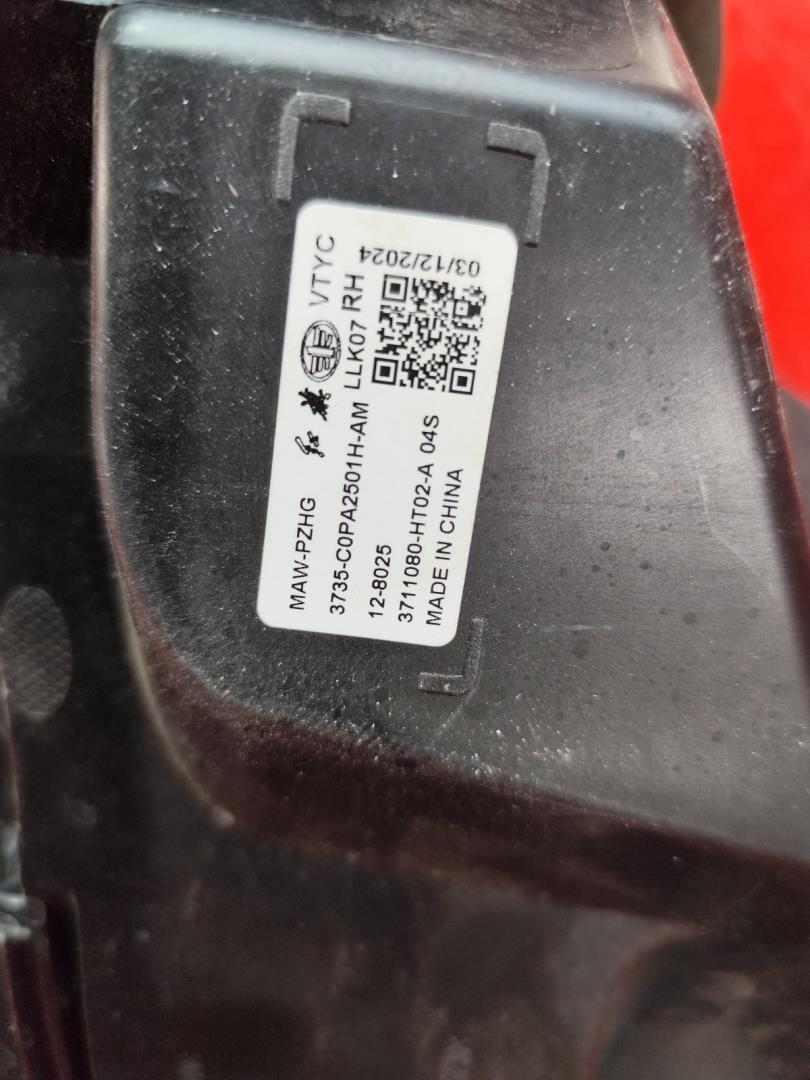 VTYC
MAW-PZHG
3735-C0PA2501H-AM LLK07 RH
12-8025
3711080-HT02-A 04S
MADE IN CHINA
03/12/2024